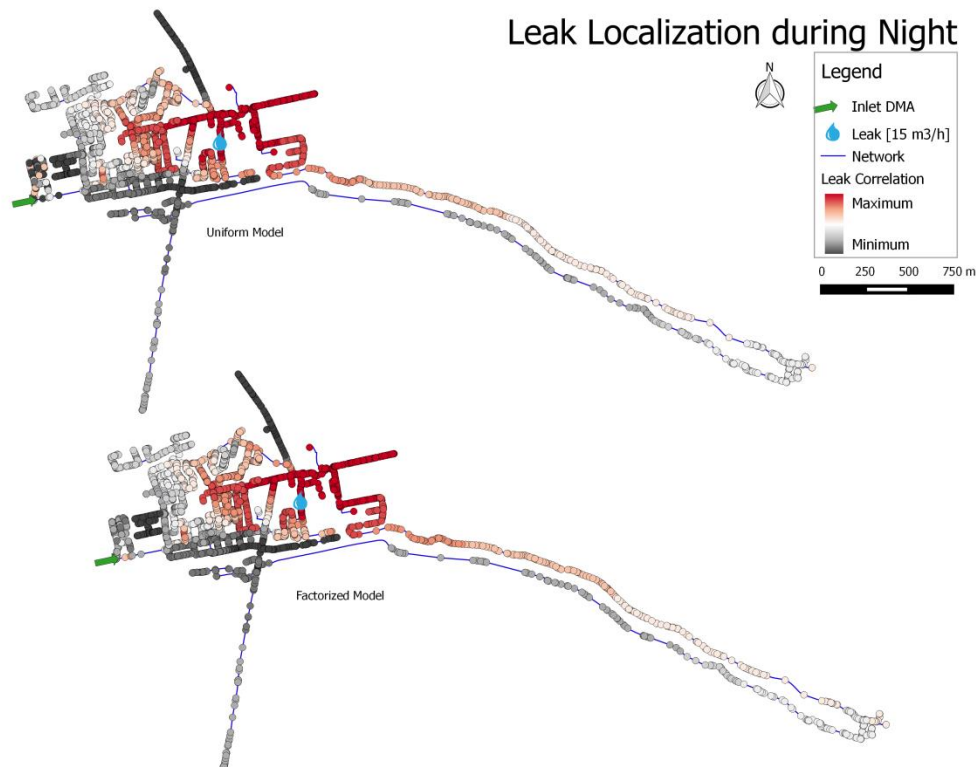 Leak Localization during Night
N
Legend
Inlet DMA
Leak [15 m3/h]
Network
Leak Correlation
Maximum
Minimum
0 250 500 750 m
Uniform Model
Factorized Model